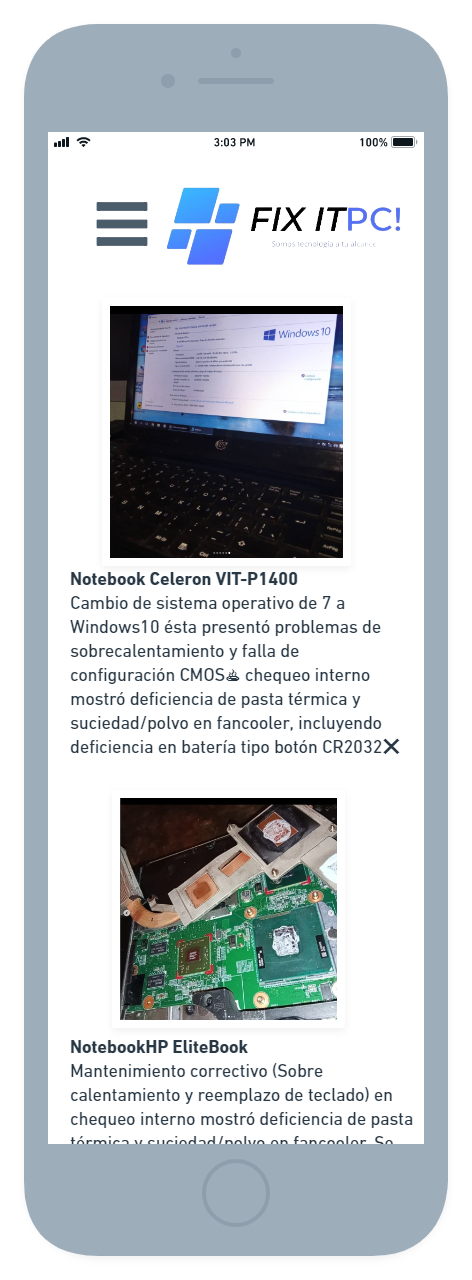 3:03 PM
100%
FIX ITPC!
Somos tecnología a tu alcance
Windows 10
Notebook Celeron VIT-P1400
Cambio de sistema operativo de 7 a
Windows10 ésta presentó problemas de
sobrecalentamiento y falla de
configuración CMOS♨ chequeo interno
mostró deficiencia de pasta térmica y
suciedad/polvo en fancooler, incluyendo
deficiencia en batería tipo botón CR2032❌
NotebookHP EliteBook
Mantenimiento correctivo (Sobre
calentamiento y reemplazo de teclado) en
chequeo interno mostró deficiencia de pasta
térmica y suciedad/polvo en fancooler. Se